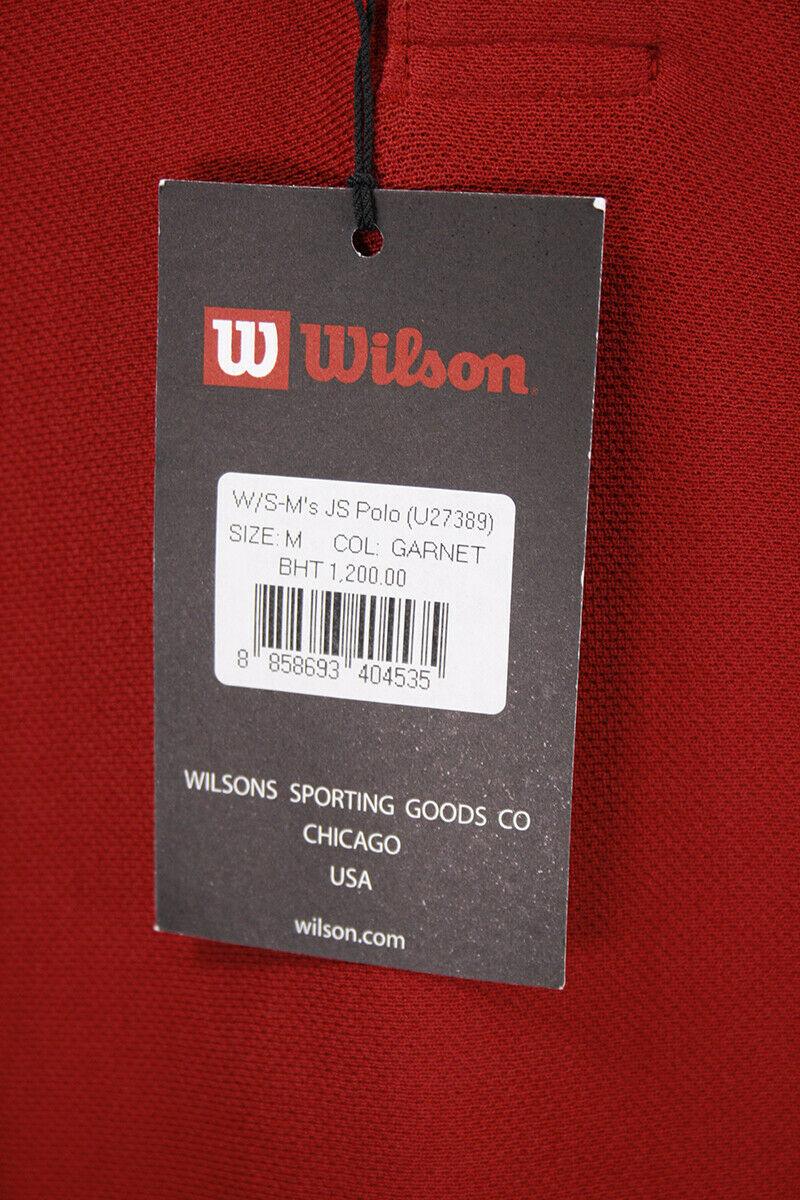 W Wilson
W/S-M's JS Polo (U27389)
SIZE: M COL: GARNET
BHT 1,200.00
8 858693 404535
WILSONS SPORTING GOODS CO
CHICAGO
USA
wilson.com